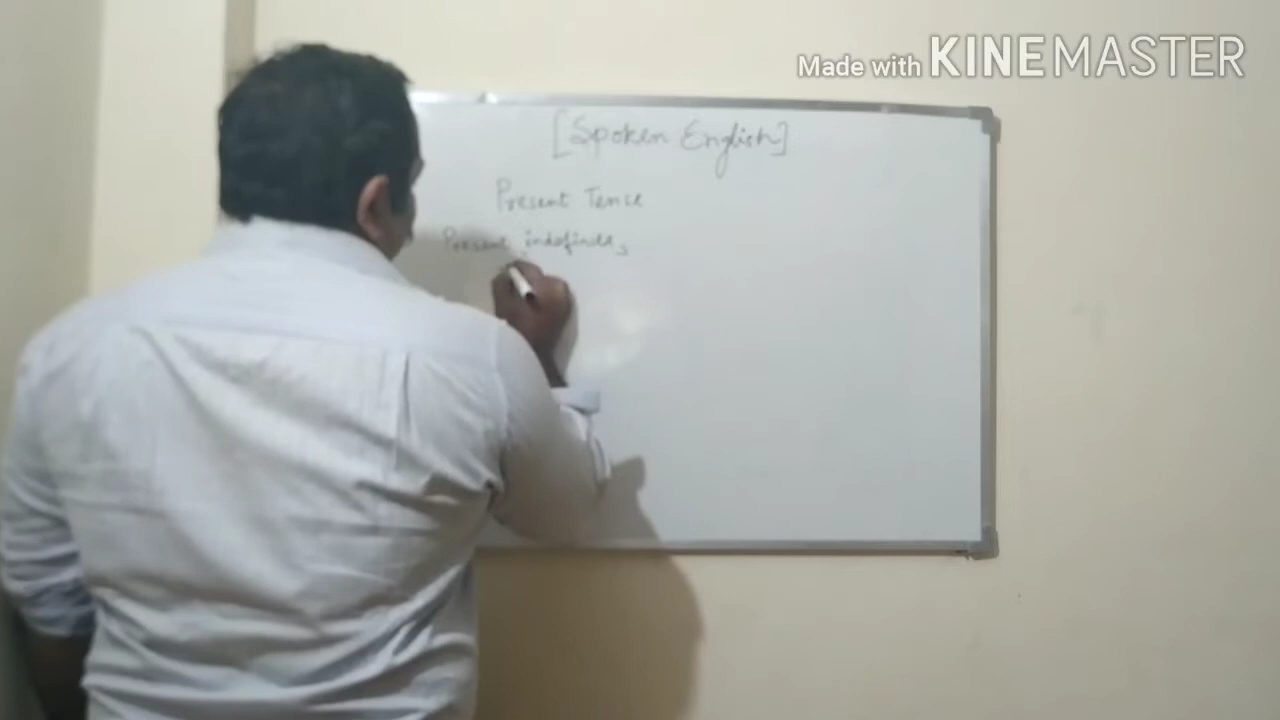 Made with KINEMASTER
[Spoken English]
Present Tence
Present indefinite,